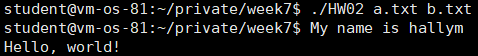 student@vm-os-81:~/private/week7$ ./HW02 a.txt b.txt
student@vm-os-81:~/private/week7$ My name is hallym
Hello, world!